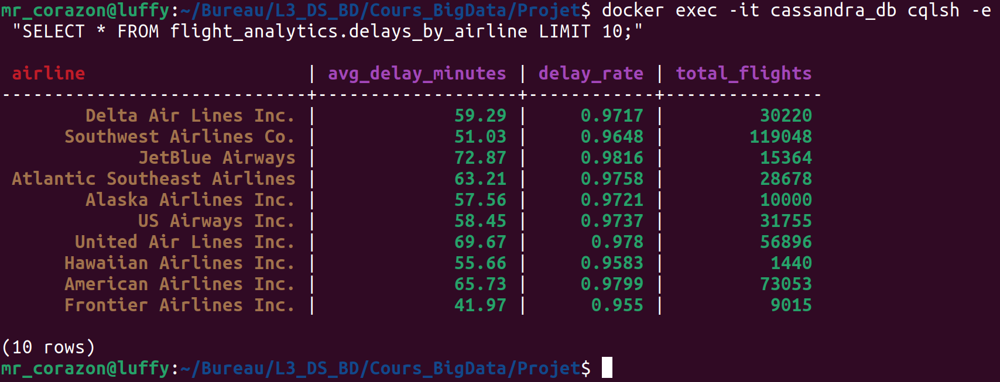 mr_corazon@luffy:~/Bureau/L3_DS_BD/Cours_BigData/Projet$ docker exec -it cassandra_db cqlsh -e
 "SELECT * FROM flight_analytics.delays_by_airline LIMIT 10;"

 airline                     | avg_delay_minutes | delay_rate | total_flights
-----------------------------+-------------------+------------+---------------
        Delta Air Lines Inc. |             59.29 |     0.9717 |         30220
      Southwest Airlines Co. |             51.03 |     0.9648 |        119048
             JetBlue Airways |             72.87 |     0.9816 |         15364
 Atlantic Southeast Airlines |             63.21 |     0.9758 |         28678
        Alaska Airlines Inc. |             57.56 |     0.9721 |         10000
             US Airways Inc. |             58.45 |     0.9737 |         31755
       United Air Lines Inc. |             69.67 |      0.978 |         56896
      Hawaiian Airlines Inc. |             55.66 |     0.9583 |          1440
      American Airlines Inc. |             65.73 |     0.9799 |         73053
      Frontier Airlines Inc. |             41.97 |      0.955 |          9015

(10 rows)
mr_corazon@luffy:~/Bureau/L3_DS_BD/Cours_BigData/Projet$